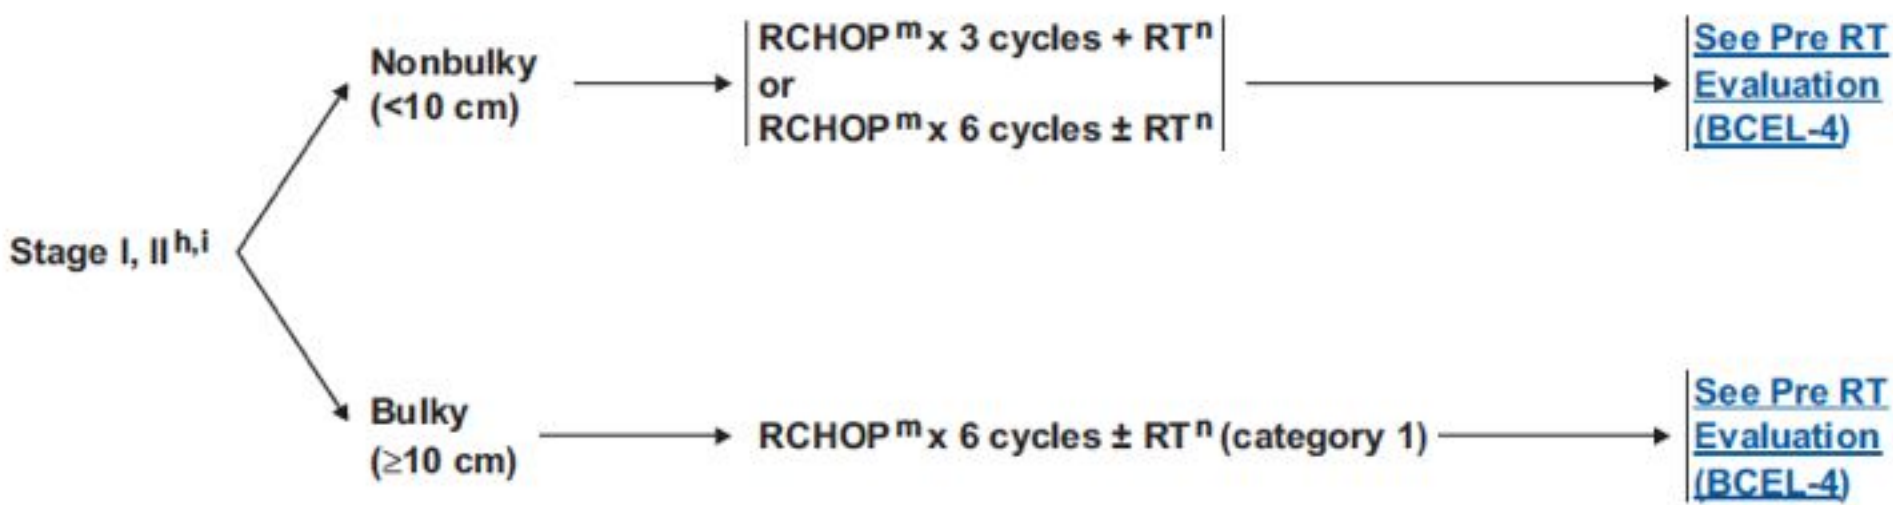 Nonbulky
(<10 cm)
RCHOP m x 3 cycles + RT n
or
RCHOP m x 6 cycles ± RT n
See Pre RT
Evaluation
(BCEL-4)
Stage I, II h,i
Bulky
(≥10 cm)
RCHOP m x 6 cycles ± RT n (category 1)
See Pre RT
Evaluation
(BCEL-4)